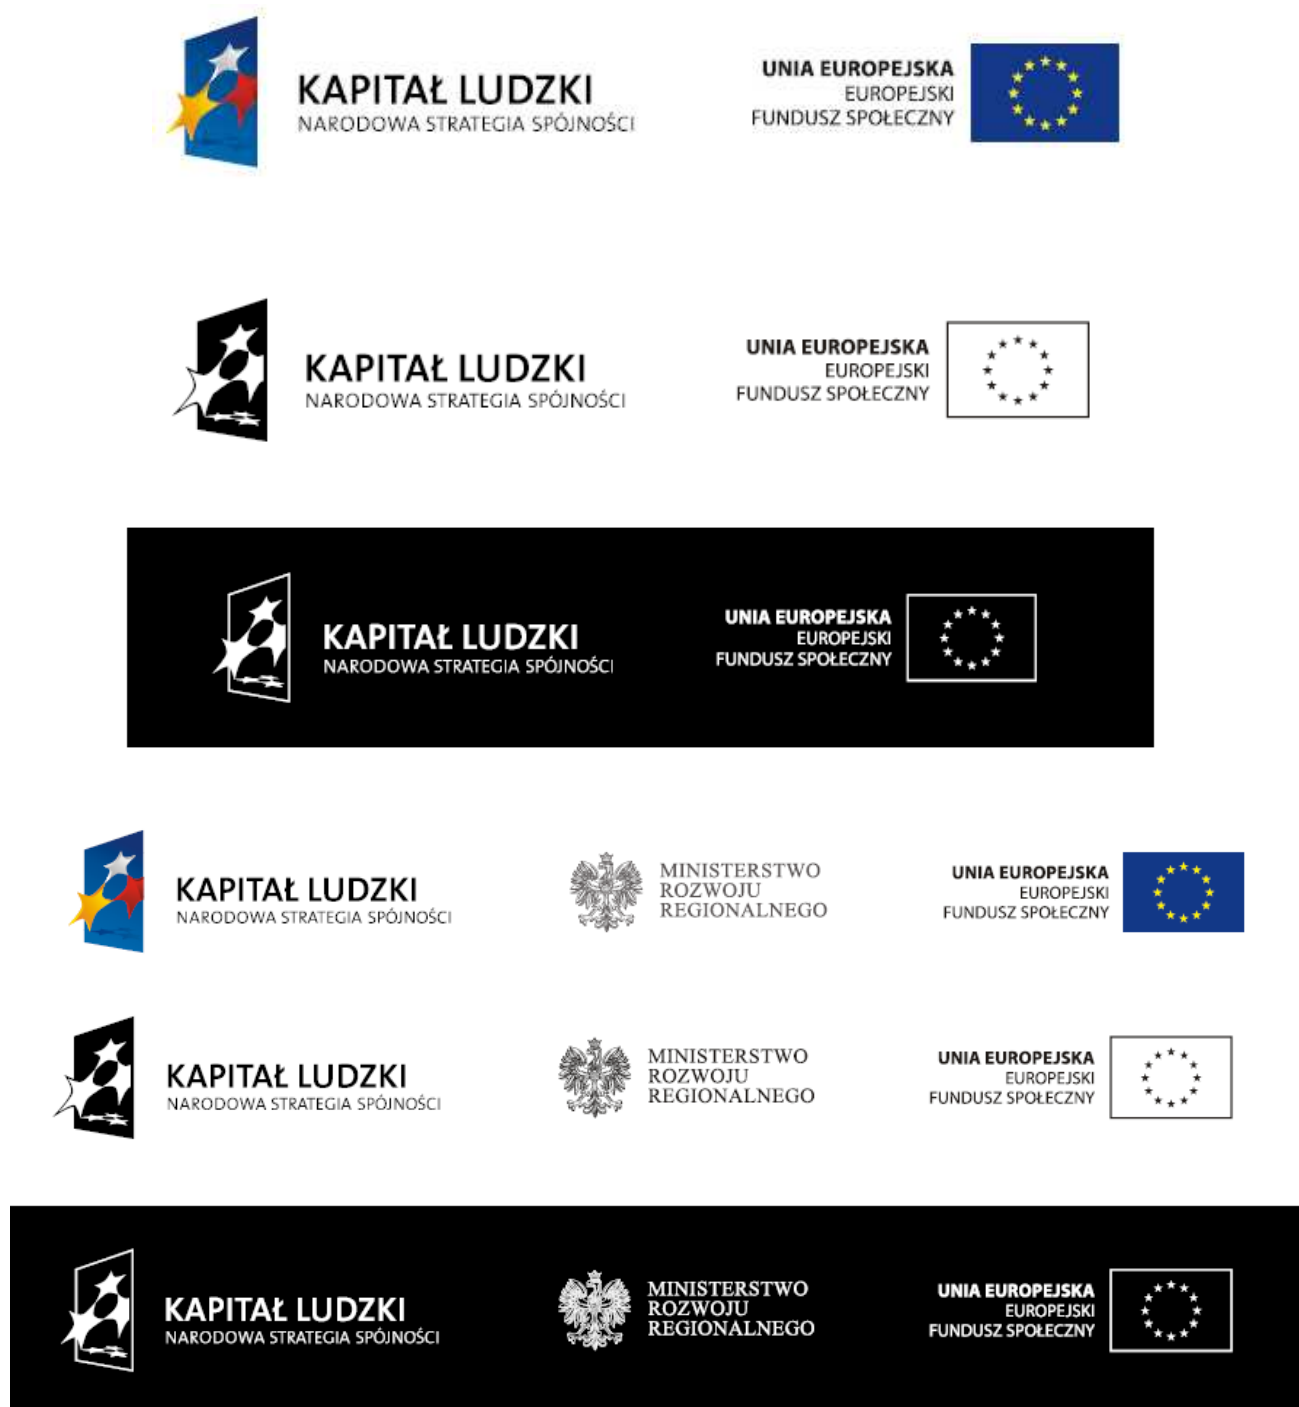 KAPITAŁ LUDZKI
NARODOWA STRATEGIA SPÓJNOŚCI
UNIA EUROPEJSKA
EUROPEJSKI
FUNDUSZ SPOŁECZNY
KAPITAŁ LUDZKI
NARODOWA STRATEGIA SPÓJNOŚCI
UNIA EUROPEJSKA
EUROPEJSKI
FUNDUSZ SPOŁECZNY
KAPITAŁ LUDZKI
NARODOWA STRATEGIA SPÓJNOŚCI
UNIA EUROPEJSKA
EUROPEJSKI
FUNDUSZ SPOŁECZNY
KAPITAŁ LUDZKI
NARODOWA STRATEGIA SPÓJNOŚCI
MINISTERSTWO
ROZWOJU
REGIONALNEGO
UNIA EUROPEJSKA
EUROPEJSKI
FUNDUSZ SPOŁECZNY
KAPITAŁ LUDZKI
NARODOWA STRATEGIA SPÓJNOŚCI
MINISTERSTWO
ROZWOJU
REGIONALNEGO
UNIA EUROPEJSKA
EUROPEJSKI
FUNDUSZ SPOŁECZNY
KAPITAŁ LUDZKI
NARODOWA STRATEGIA SPÓJNOŚCI
MINISTERSTWO
ROZWOJU
REGIONALNEGO
UNIA EUROPEJSKA
EUROPEJSKI
FUNDUSZ SPOŁECZNY